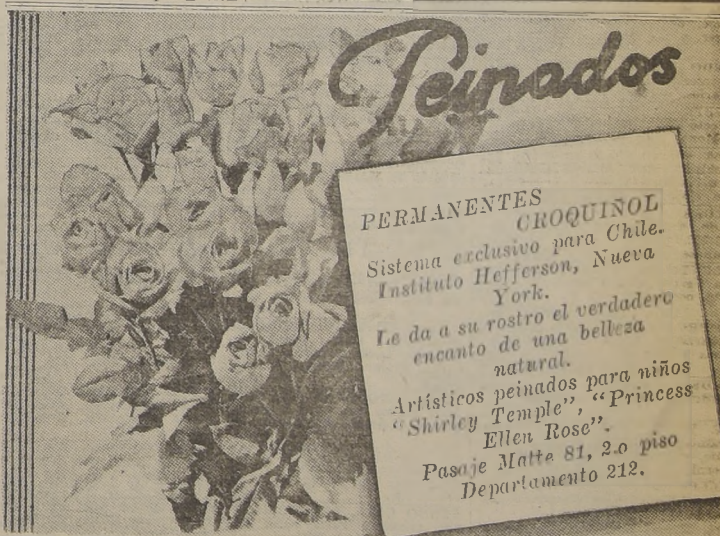 Peinados
PERMANENTES
CROQUIÑOL
Sistema exclusivo para Chile.
Instituto Hefferson, Nueva
York.
Le da a su rostro el verdadero
encanto de una belleza
natural.
Artísticos peinados para niños
"Shirley Temple", "Princess
Ellen Rose".
Pasaje Matte 81, 2.o piso
Departamento 212.